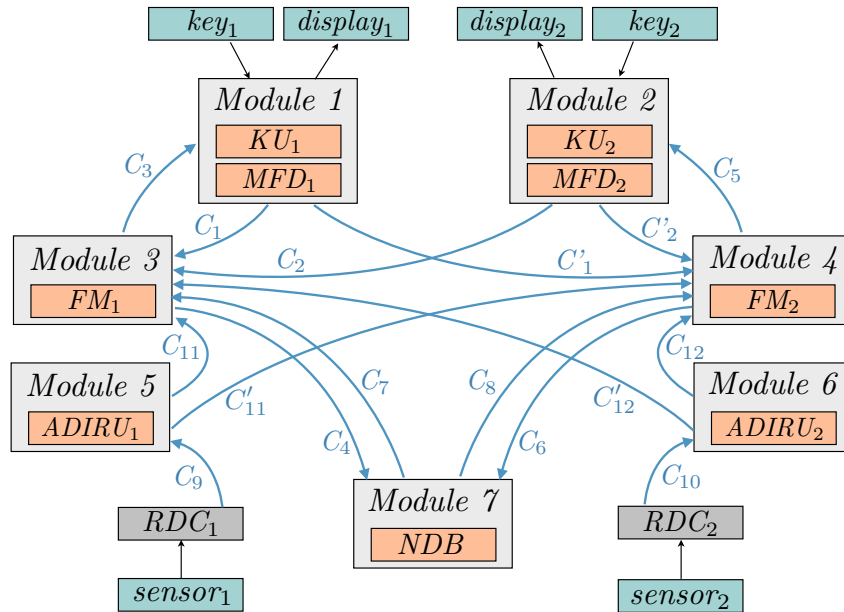 key₁ display₁ display₂ key₂
Module 1 Module 2
KU₁ KU₂
MFD₁ MFD₂
C₃ C₅
C₁ C₂ C'₁ C'₂
Module 3 Module 4
FM₁ FM₂
C₁₁ C₁₂
Module 5 C₇ C₈ Module 6
C′₁₁ C′₁₂
ADIRU₁ ADIRU₂
C₄ C₆
C₉ C₁₀
Module 7
RDC₁ RDC₂
NDB
sensor₁ sensor₂